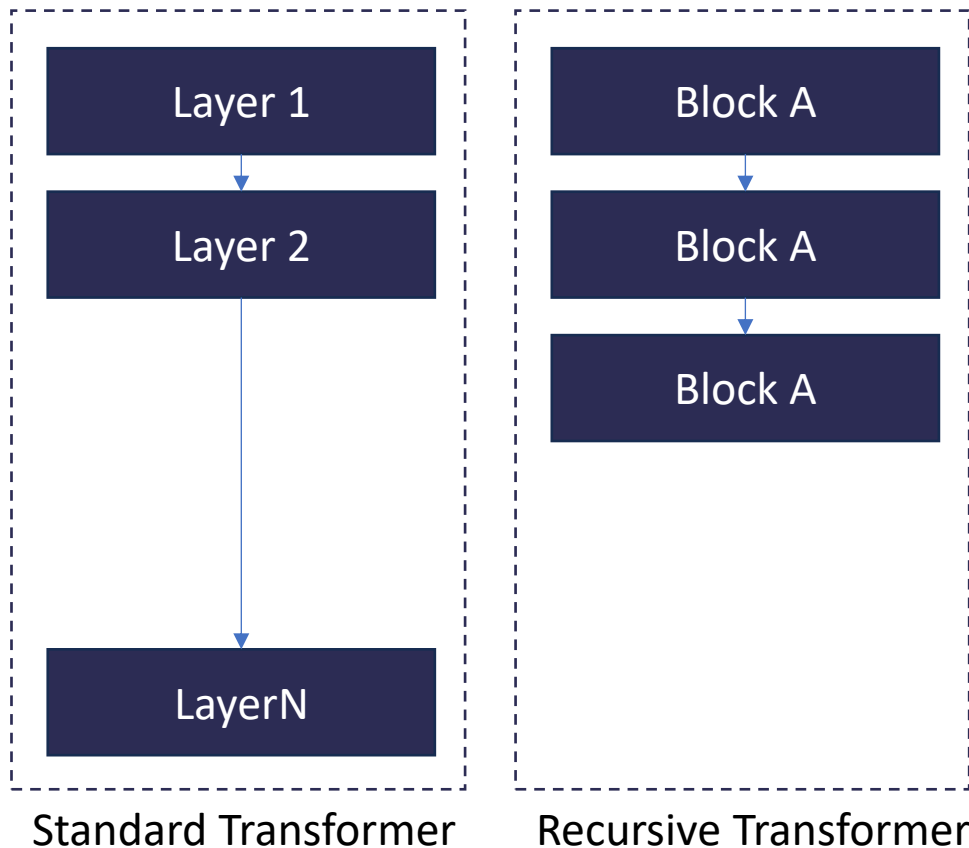 Layer 1
Layer 2
LayerN
Standard Transformer
Block A
Block A
Block A
Recursive Transformer